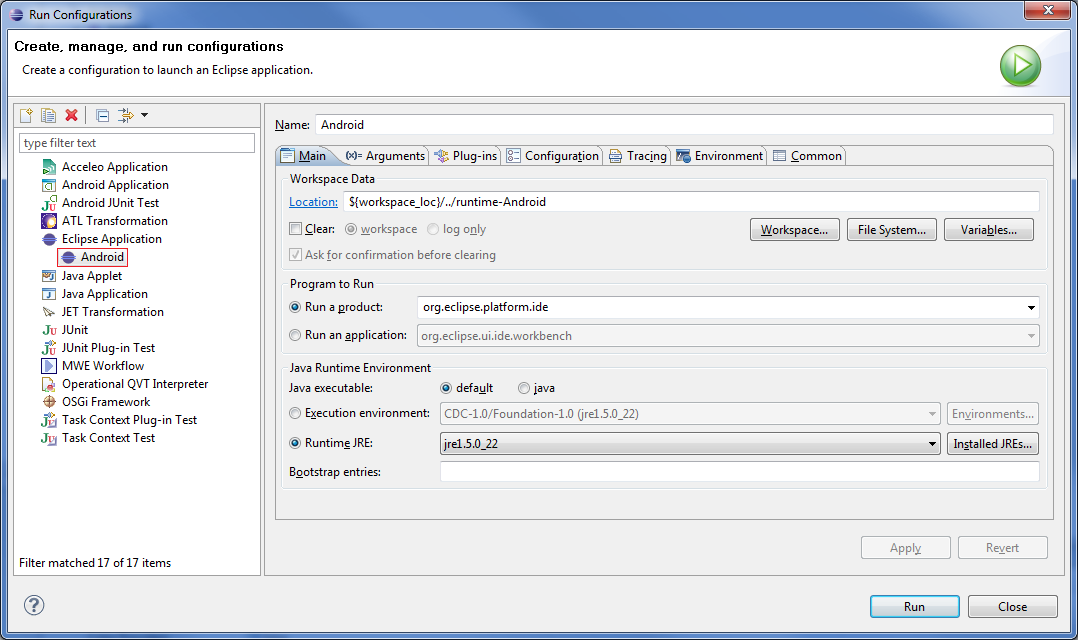 Run Configurations
Create, manage, and run configurations
Create a configuration to launch an Eclipse application.
type filter text
Acceleo Application
Android Application
Android JUnit Test
ATL Transformation
Eclipse Application
Android
Java Applet
Java Application
JET Transformation
JUnit
JUnit Plug-in Test
MWE Workflow
Operational QVT Interpreter
OSGi Framework
Task Context Plug-in Test
Task Context Test
Filter matched 17 of 17 items
Name: Android
Main (x)= Arguments Plug-ins Configuration Tracing Environment Common
Workspace Data
Location: ${workspace_loc}/../runtime-Android
Clear: workspace log only Workspace... File System... Variables...
Ask for confirmation before clearing
Program to Run
Run a product: org.eclipse.platform.ide
Run an application: org.eclipse.ui.ide.workbench
Java Runtime Environment
Java executable: default java
Execution environment: CDC-1.0/Foundation-1.0 (jre1.5.0_22) Environments...
Runtime JRE: jre1.5.0_22 Installed JREs...
Bootstrap entries:
Apply Revert
? Run Close